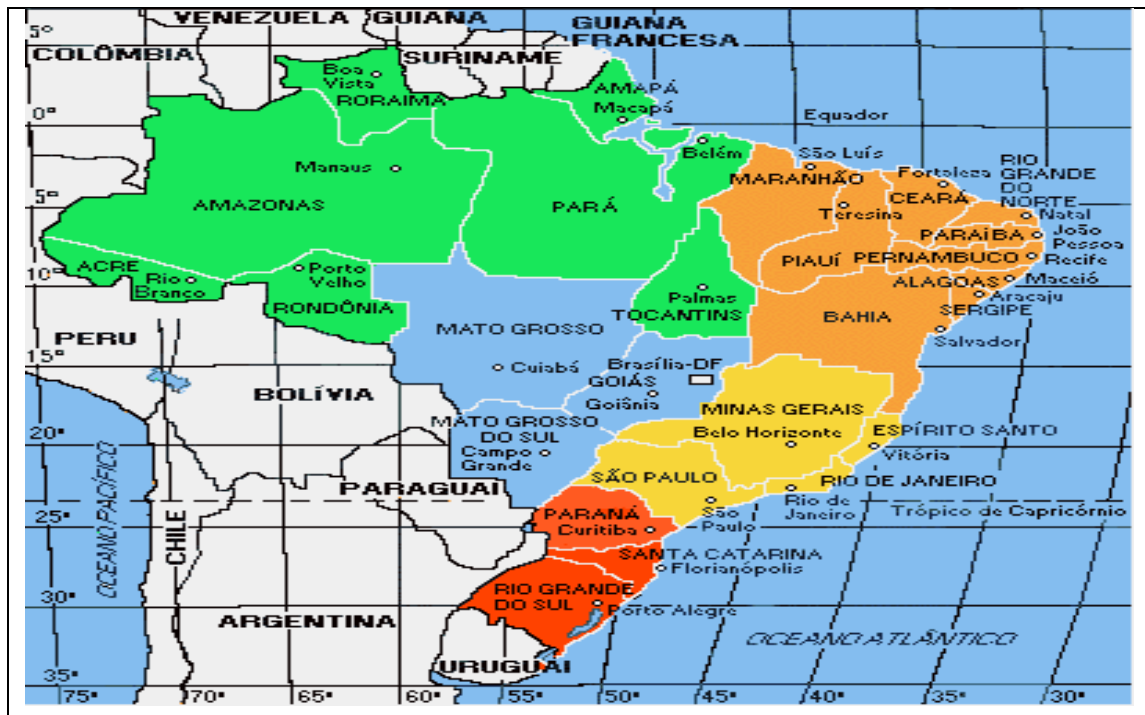 VENEZUELA
GUIANA
GUIANA
FRANCESA
5°
COLÔMBIA
SURINAME
Boa
Vista
RORAIMA
AMAPÁ
Macapá
0°
Equador
Manaus
Belém
São Luís
RIO
GRANDE
DO
NORTE
Fortaleza
MARANHÃO
CEARÁ
AMAZONAS
PARÁ
5°
Teresina
Natal
PARAÍBA
João
Pessoa
PIAUÍ
PERNAMBUCO
Recife
ACRE
Rio
Branco
Porto
Velho
10°
ALAGOAS
Maceió
Aracaju
Palmas
TOCANTINS
RONDÔNIA
SERGIPE
BAHIA
MATO GROSSO
PERU
Salvador
15°
Cuiabá
Brasília-DF
GOIÁS
Goiânia
BOLíVIA
MINAS GERAIS
MATO GROSSO
DO SUL
Campo
Grande
Belo Horizonte
ESPÍRITO SANTO
Vitória
20°
SÃO PAULO
PARAGUAI
RIO DE JANEIRO
São
Paulo
Rio de
Janeiro
Trópico de Capricórnio
PARANÁ
Curitiba
25°
OCEANO PACÍFICO
CHILE
SANTA CATARINA
Florianópolis
RIO GRANDE
DO SUL
Porto Alegre
30°
ARGENTINA
OCEANO ATLÂNTICO
URUGUAI
35°
75°
70°
65°
60°
55°
50°
45°
40°
35°
30°